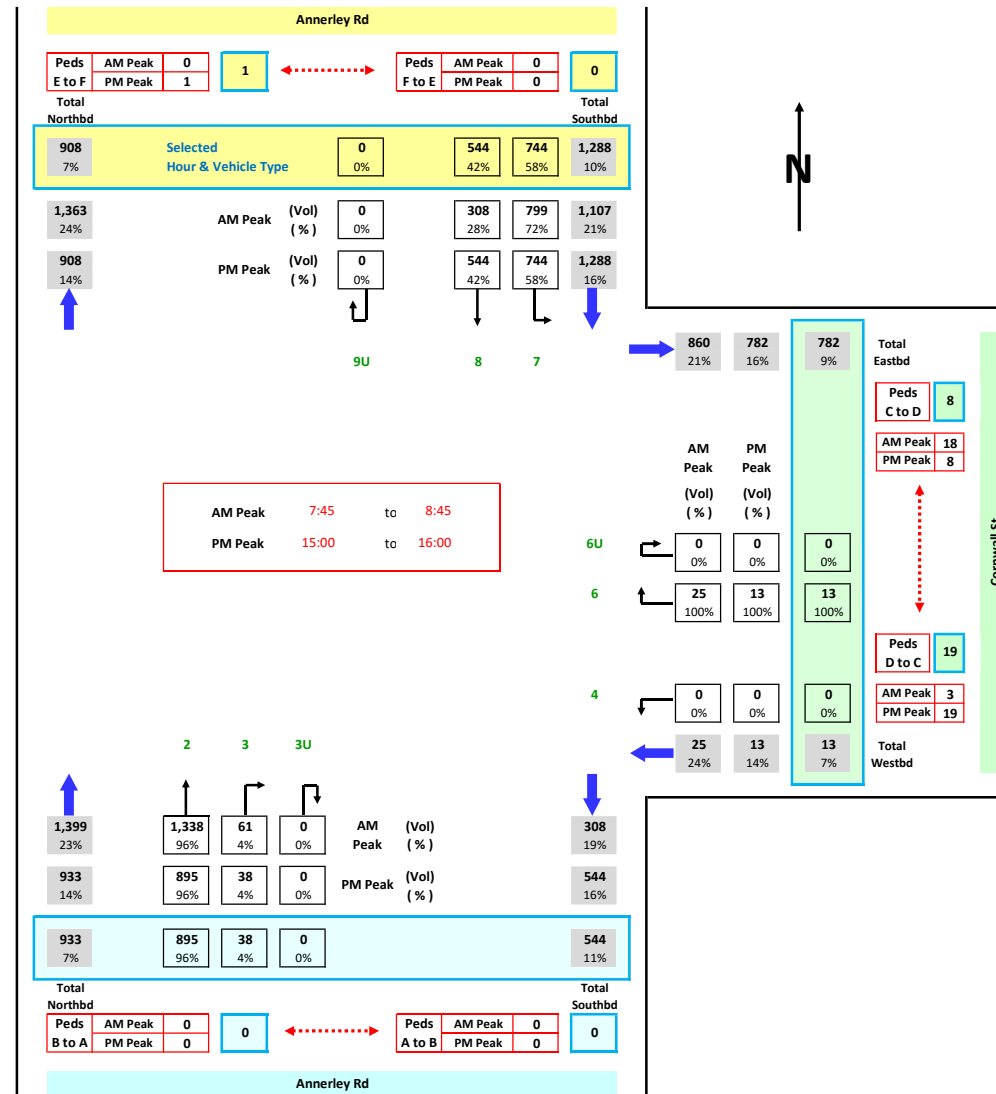 Annerley Rd
Peds AM Peak 0 1 Peds AM Peak 0 0
E to F PM Peak 1 F to E PM Peak 0
Total Total
Northbd Southbd
908 Selected 0 544 744 1,288
7% Hour & Vehicle Type 0% 42% 58% 10%
1,363 AM Peak (Vol) 0 308 799 1,107
24% ( % ) 0% 28% 72% 21%
908 PM Peak (Vol) 0 544 744 1,288
14% ( % ) 0% 42% 58% 16%
N
9U 8 7
860 782 782 Total
21% 16% 9% Eastbd
Peds 8
C to D
AM Peak 18
PM Peak 8
AM PM
Peak Peak
(Vol) (Vol)
( % ) ( % )
AM Peak 7:45 to 8:45
PM Peak 15:00 to 16:00
6U 0 0 0
0% 0% 0%
6 25 13 13
100% 100% 100%
Cornwall St
Peds 19
D to C
4 0 0 0 AM Peak 3
0% 0% 0% PM Peak 19
2 3 3U
25 13 13 Total
24% 14% 7% Westbd
1,399 1,338 61 0 AM (Vol) 308
23% 96% 4% 0% Peak ( % ) 19%
933 895 38 0 PM Peak (Vol) 544
14% 96% 4% 0% ( % ) 16%
933 895 38 0 544
7% 96% 4% 0% 11%
Total Total
Northbd Southbd
Peds AM Peak 0 0 Peds AM Peak 0 0
B to A PM Peak 0 A to B PM Peak 0
Annerley Rd